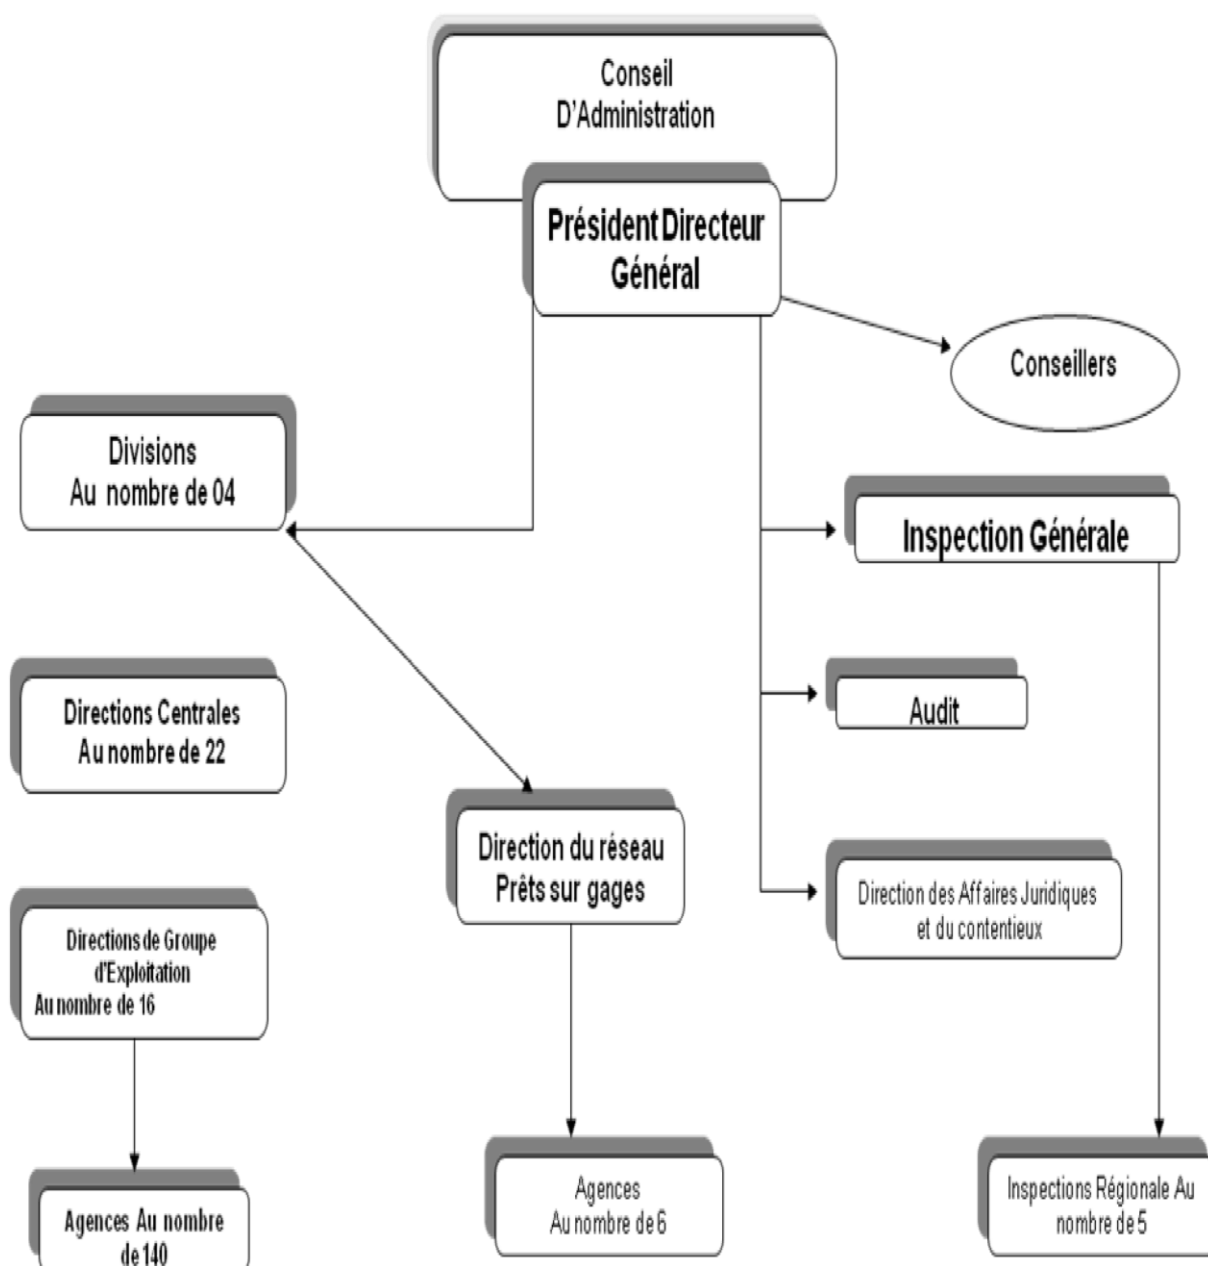 Conseil
D'Administration
Président Directeur
Général
Conseillers
Divisions
Au nombre de 04
Inspection Générale
Directions Centrales
Au nombre de 22
Audit
Direction du réseau
Prêts sur gages
Direction des Affaires Juridiques
et du contentieux
Directions de Groupe
d'Exploitation
Au nombre de 16
Agences
Au nombre de 6
Inspections Régionale Au
nombre de 5
Agences Au nombre
de 140